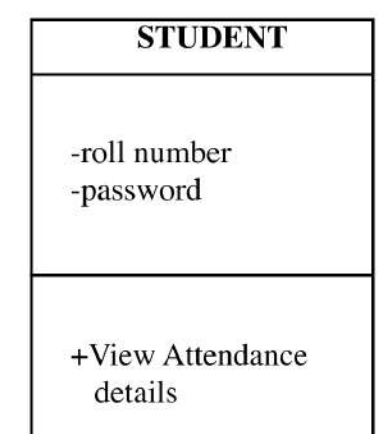 STUDENT
-roll number
-password
+View Attendance
details